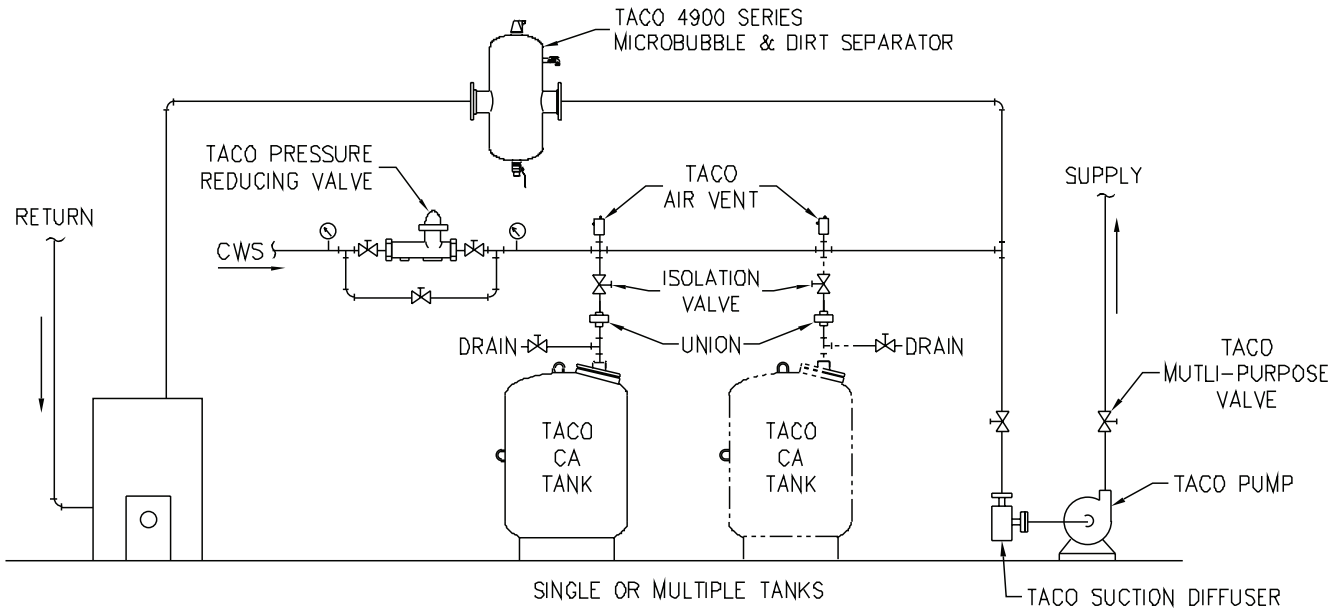 TACO 4900 SERIES
MICROBUBBLE & DIRT SEPARATOR
TACO PRESSURE
REDUCING VALVE
TACO
AIR VENT
SUPPLY
RETURN
CWS
ISOLATION
VALVE
DRAIN
UNION
DRAIN
TACO
MUTLI-PURPOSE
VALVE
TACO
CA
TANK
TACO
CA
TANK
TACO PUMP
SINGLE OR MULTIPLE TANKS
TACO SUCTION DIFFUSER